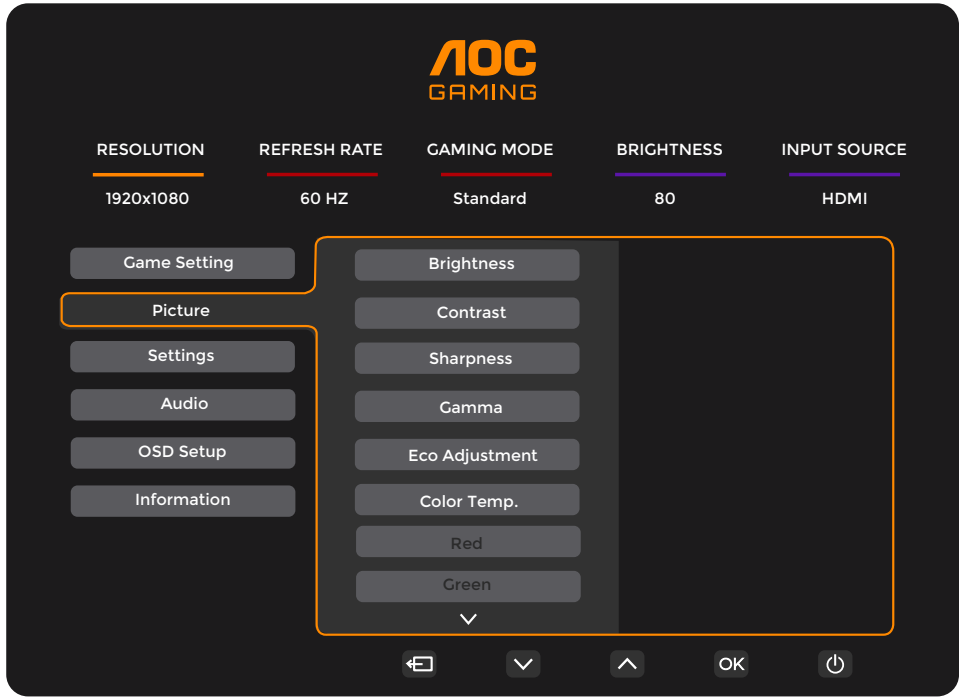 AOC
GAMING
RESOLUTION REFRESH RATE GAMING MODE BRIGHTNESS INPUT SOURCE
1920x1080 60 HZ Standard 80 HDMI
Game Setting
Picture
Settings
Audio
OSD Setup
Information
Brightness
Contrast
Sharpness
Gamma
Eco Adjustment
Color Temp.
Red
Green
OK